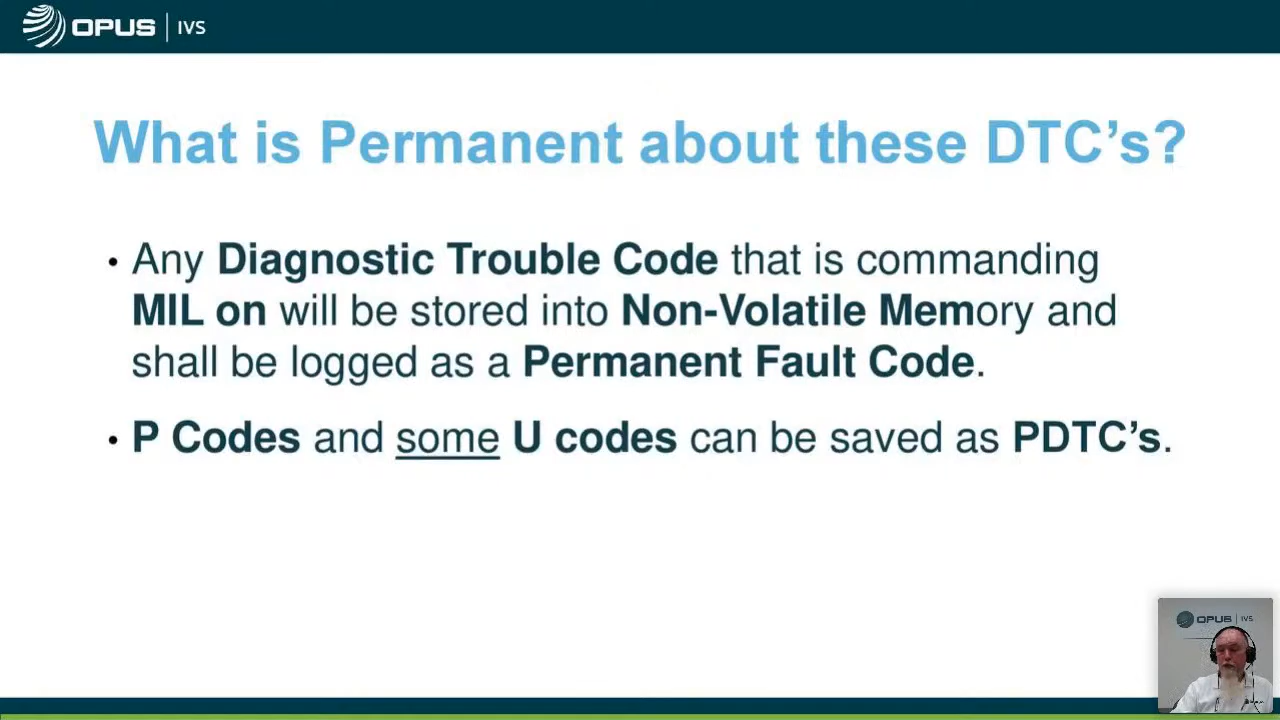 OPUS | IVS
What is Permanent about these DTC's?
• Any Diagnostic Trouble Code that is commanding
MIL on will be stored into Non-Volatile Memory and
shall be logged as a Permanent Fault Code.
• P Codes and some U codes can be saved as PDTC's.
OPUS | IVS